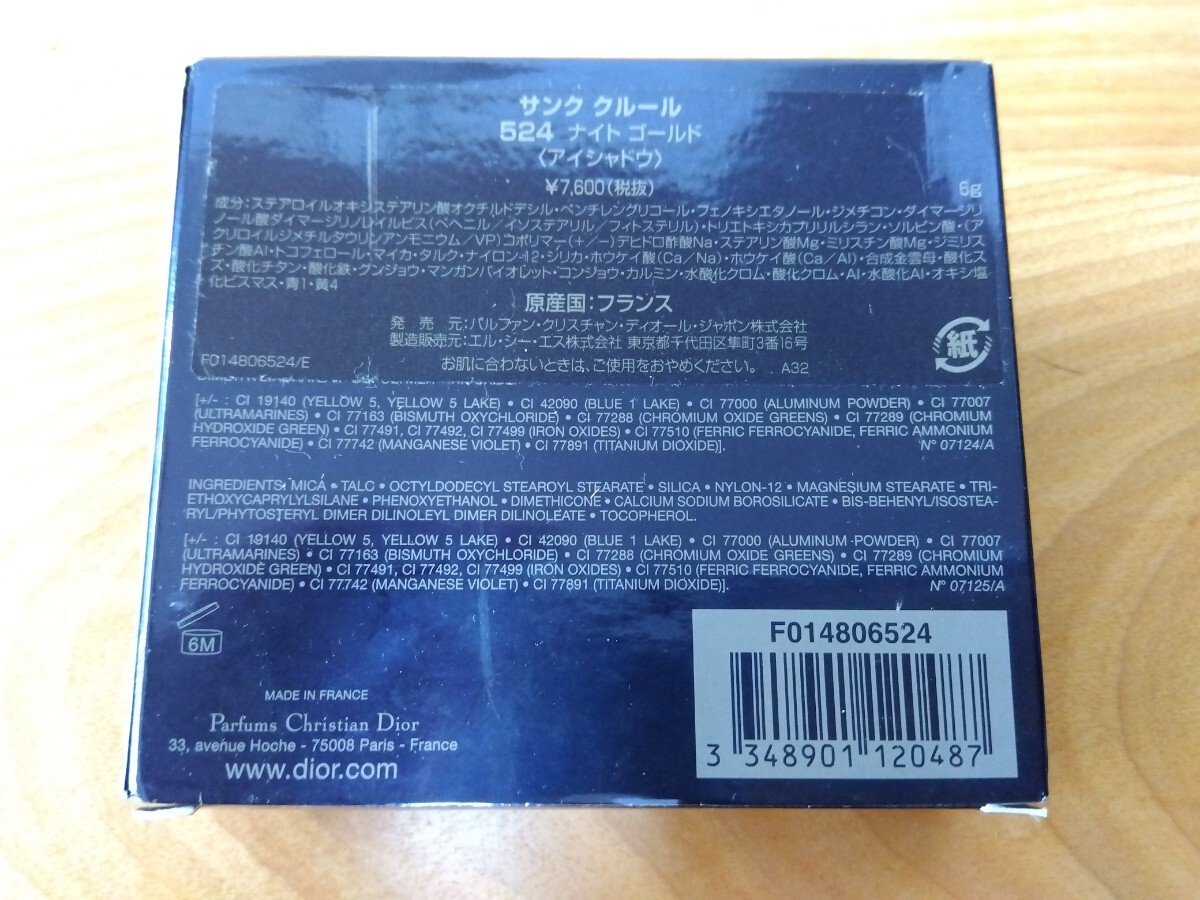 サンク クルール
524 ナイト ゴールド
〈アイシャドウ〉
¥7,600(税抜)
6g
成分:ステアロイルオキシステアリン酸オクチルドデシル・ペンチレングリコール・フェノキシエタノール・ジメチコン・ダイマージリ
ノール酸ダイマージリノレイルビス(ベヘニル/イソステアリル/フィトステリル)・トリエトキシカプリリルシラン・ソルビン酸・(ア
クリロイルジメチルタウリンアンモニウム/VP)コポリマー(+/−)デヒドロ酢酸Na・ステアリン酸Mg・ミリスチン酸Mg・ジミリス
チン酸Al・トコフェロール・マイカ・タルク・ナイロン-12・シリカ・ホウケイ酸(Ca/Na)・ホウケイ酸(Ca/Al)・合成金雲母・酸化ス
ズ・酸化チタン・酸化鉄・グンジョウ・マンガンバイオレット・コンジョウ・カルミン・水酸化クロム・酸化クロム・Al・水酸化Al・オキシ塩
化ビスマス・青1・黄4
原産国:フランス
発 売 元:パルファン・クリスチャン・ディオール・ジャポン株式会社
製造販売元:エル・シー・エス株式会社 東京都千代田区隼町3番16号
紙
F014806524/E
お肌に合わないときは、ご使用をおやめください。 A32
[+/- : CI 19140 (YELLOW 5, YELLOW 5 LAKE) • CI 42090 (BLUE 1 LAKE) • CI 77000 (ALUMINUM POWDER) • CI 77007
(ULTRAMARINES) • CI 77163 (BISMUTH OXYCHLORIDE) • CI 77288 (CHROMIUM OXIDE GREENS) • CI 77289 (CHROMIUM
HYDROXIDE GREEN) • CI 77491, CI 77492, CI 77499 (IRON OXIDES) • CI 77510 (FERRIC FERROCYANIDE, FERRIC AMMONIUM
FERROCYANIDE) • CI 77742 (MANGANESE VIOLET) • CI 77891 (TITANIUM DIOXIDE)]. N° 07124/A
INGREDIENTS: MICA • TALC • OCTYLDODECYL STEAROYL STEARATE • SILICA • NYLON-12 • MAGNESIUM STEARATE • TRI-
ETHOXYCAPRYLYLSILANE • PHENOXYETHANOL • DIMETHICONE • CALCIUM SODIUM BOROSILICATE • BIS-BEHENYL/ISOSTEA-
RYL/PHYTOSTERYL DIMER DILINOLEYL DIMER DILINOLEATE • TOCOPHEROL.
[+/- : CI 19140 (YELLOW 5, YELLOW 5 LAKE) • CI 42090 (BLUE 1 LAKE) • CI 77000 (ALUMINUM POWDER) • CI 77007
(ULTRAMARINES) • CI 77163 (BISMUTH OXYCHLORIDE) • CI 77288 (CHROMIUM OXIDE GREENS) • CI 77289 (CHROMIUM
HYDROXIDE GREEN) • CI 77491, CI 77492, CI 77499 (IRON OXIDES) • CI 77510 (FERRIC FERROCYANIDE, FERRIC AMMONIUM
FERROCYANIDE) • CI 77742 (MANGANESE VIOLET) • CI 77891 (TITANIUM DIOXIDE)]. N° 07125/A
6M
MADE IN FRANCE
Parfums Christian Dior
33, avenue Hoche - 75008 Paris - France
www.dior.com
F014806524
3 348901 120487